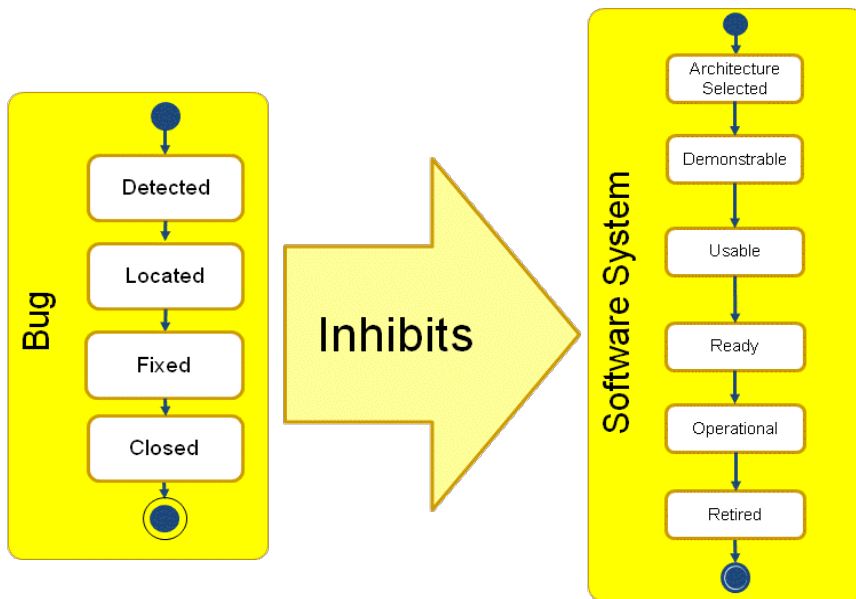 Bug
Detected
Located
Fixed
Closed
Inhibits
Software System
Architecture
Selected
Demonstrable
Usable
Ready
Operational
Retired